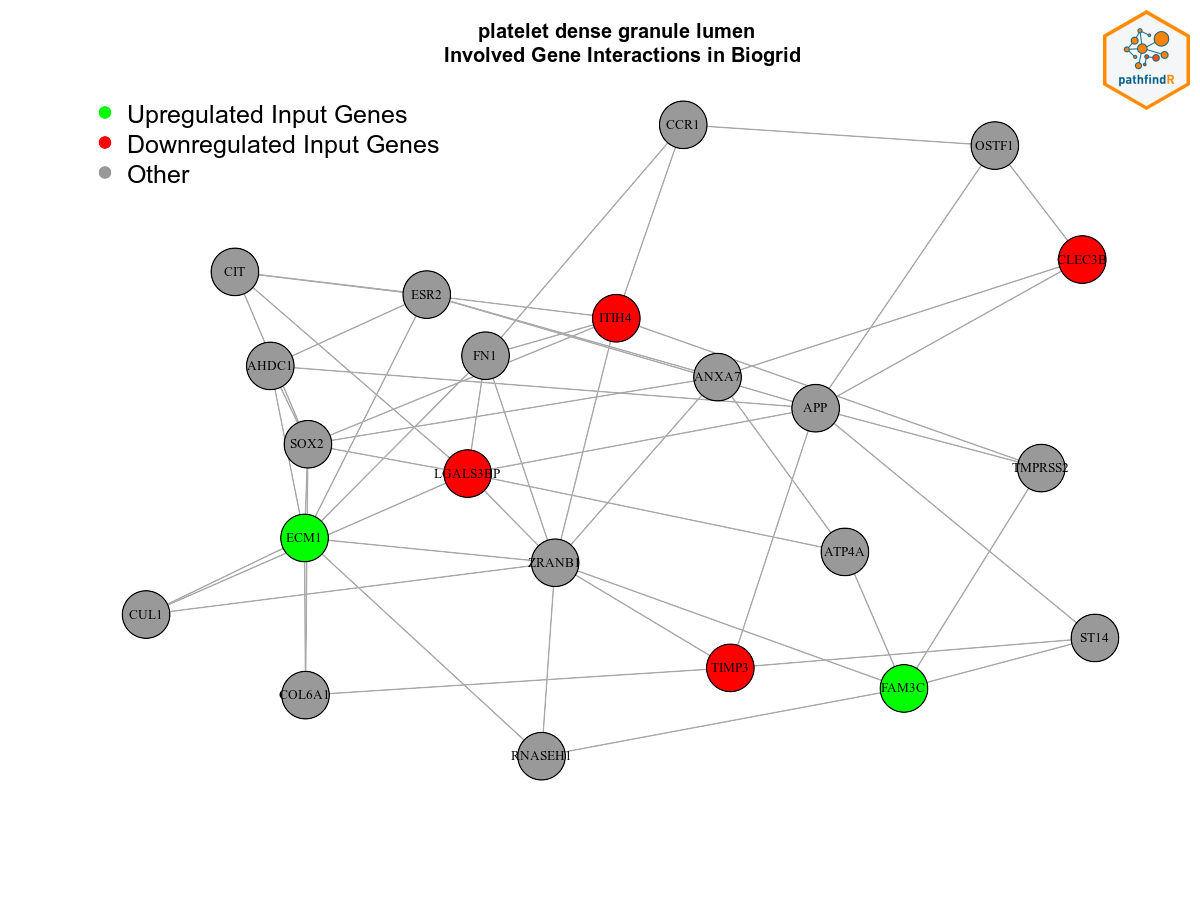 platelet dense granule lumen
Involved Gene Interactions in Biogrid
pathfindR
Upregulated Input Genes
Downregulated Input Genes
Other
CCR1
OSTF1
CLEC3B
CIT
ESR2
ITIH4
FN1
AHDC1
ANXA7
APP
SOX2
LGALS3BP
TMPRSS2
ECM1
ZRANB1
ATP4A
CUL1
ST14
TIMP3
FAM3C
COL6A1
RNASEH1